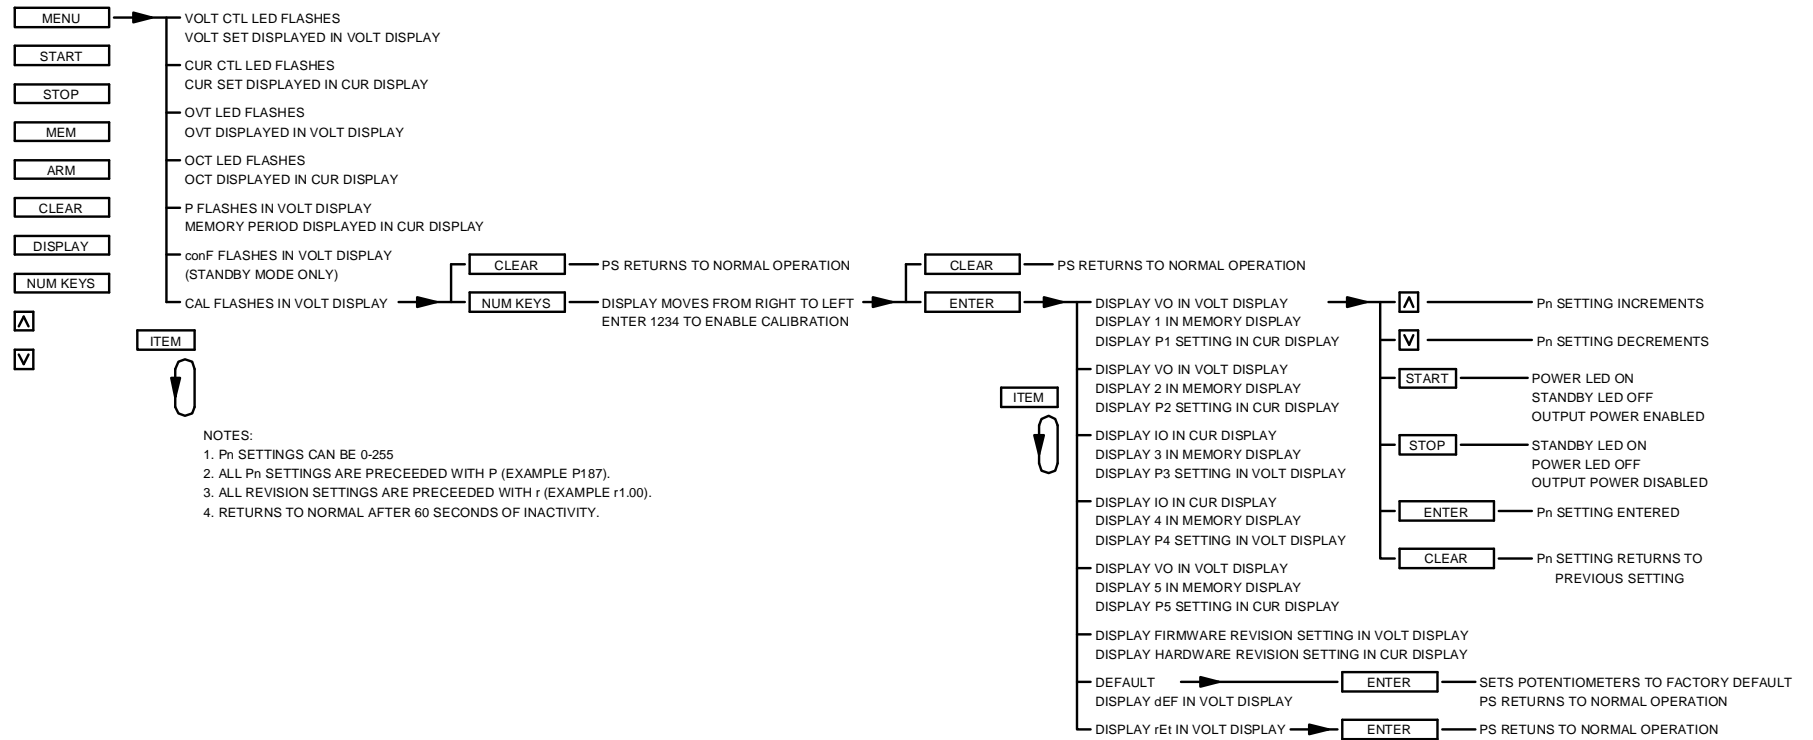 MENU
START
STOP
MEM
ARM
CLEAR
DISPLAY
NUM KEYS
VOLT CTL LED FLASHES
VOLT SET DISPLAYED IN VOLT DISPLAY
CUR CTL LED FLASHES
CUR SET DISPLAYED IN CUR DISPLAY
OVT LED FLASHES
OVT DISPLAYED IN VOLT DISPLAY
OCT LED FLASHES
OCT DISPLAYED IN CUR DISPLAY
P FLASHES IN VOLT DISPLAY
MEMORY PERIOD DISPLAYED IN CUR DISPLAY
conF FLASHES IN VOLT DISPLAY
(STANDBY MODE ONLY)
CAL FLASHES IN VOLT DISPLAY
ITEM
CLEAR
PS RETURNS TO NORMAL OPERATION
NUM KEYS
DISPLAY MOVES FROM RIGHT TO LEFT
ENTER 1234 TO ENABLE CALIBRATION
CLEAR
PS RETURNS TO NORMAL OPERATION
ENTER
ITEM
DISPLAY VO IN VOLT DISPLAY
DISPLAY 1 IN MEMORY DISPLAY
DISPLAY P1 SETTING IN CUR DISPLAY
DISPLAY VO IN VOLT DISPLAY
DISPLAY 2 IN MEMORY DISPLAY
DISPLAY P2 SETTING IN CUR DISPLAY
DISPLAY IO IN CUR DISPLAY
DISPLAY 3 IN MEMORY DISPLAY
DISPLAY P3 SETTING IN VOLT DISPLAY
DISPLAY IO IN CUR DISPLAY
DISPLAY 4 IN MEMORY DISPLAY
DISPLAY P4 SETTING IN VOLT DISPLAY
DISPLAY VO IN VOLT DISPLAY
DISPLAY 5 IN MEMORY DISPLAY
DISPLAY P5 SETTING IN CUR DISPLAY
DISPLAY FIRMWARE REVISION SETTING IN VOLT DISPLAY
DISPLAY HARDWARE REVISION SETTING IN CUR DISPLAY
DEFAULT
DISPLAY dEF IN VOLT DISPLAY
ENTER
SETS POTENTIOMETERS TO FACTORY DEFAULT
PS RETURNS TO NORMAL OPERATION
DISPLAY rEt IN VOLT DISPLAY
ENTER
PS RETUNS TO NORMAL OPERATION
Pn SETTING INCREMENTS
Pn SETTING DECREMENTS
START
POWER LED ON
STANDBY LED OFF
OUTPUT POWER ENABLED
STOP
STANDBY LED ON
POWER LED OFF
OUTPUT POWER DISABLED
ENTER
Pn SETTING ENTERED
CLEAR
Pn SETTING RETURNS TO
PREVIOUS SETTING
NOTES:
1. Pn SETTINGS CAN BE 0-255
2. ALL Pn SETTINGS ARE PRECEEDED WITH P (EXAMPLE P187).
3. ALL REVISION SETTINGS ARE PRECEEDED WITH r (EXAMPLE r1.00).
4. RETURNS TO NORMAL AFTER 60 SECONDS OF INACTIVITY.